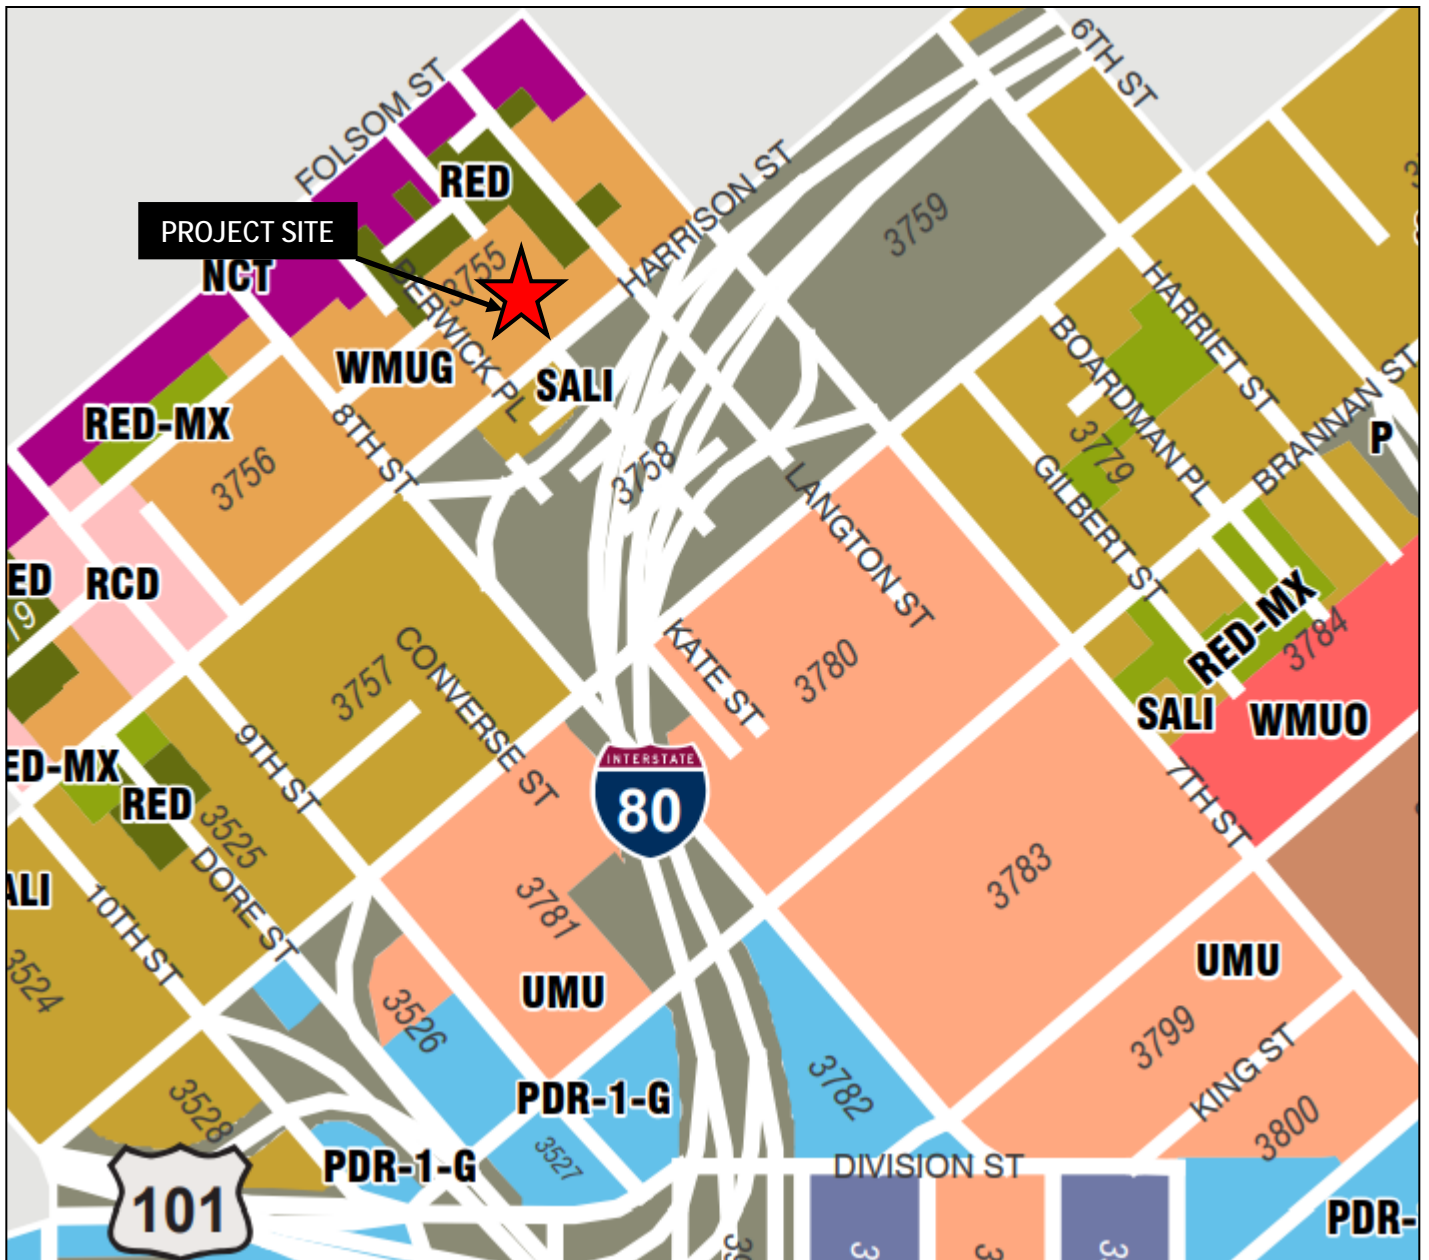 6TH ST
FOLSOM ST
RED
HARRISON ST
3759
PROJECT SITE
NCT
3755
BERWICK PL
HARRIET ST
BOARDMAN PL
WMUG
SALI
RED-MX
8TH ST
BRANNAN ST
P
3756
3758
3779
GILBERT ST
LANGTON ST
ED
RCD
RED-MX
3784
KATE ST
3780
CONVERSE ST
3757
SALI
WMUO
9TH ST
ED-MX
RED
INTERSTATE
80
7TH ST
3525
DORE ST
3783
ALI
10TH ST
3781
3524
UMU
UMU
3526
3799
KING ST
3782
PDR-1-G
3528
3800
PDR-1-G
3527
DIVISION ST
101
PDR-